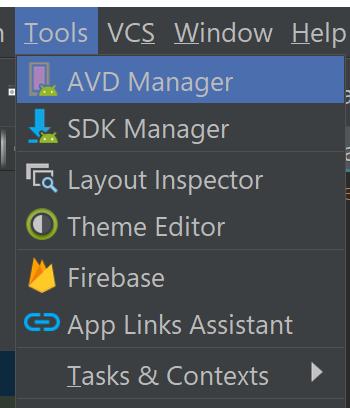 Tools VCS Window Help
AVD Manager
SDK Manager
Layout Inspector
Theme Editor
Firebase
App Links Assistant
Tasks & Contexts